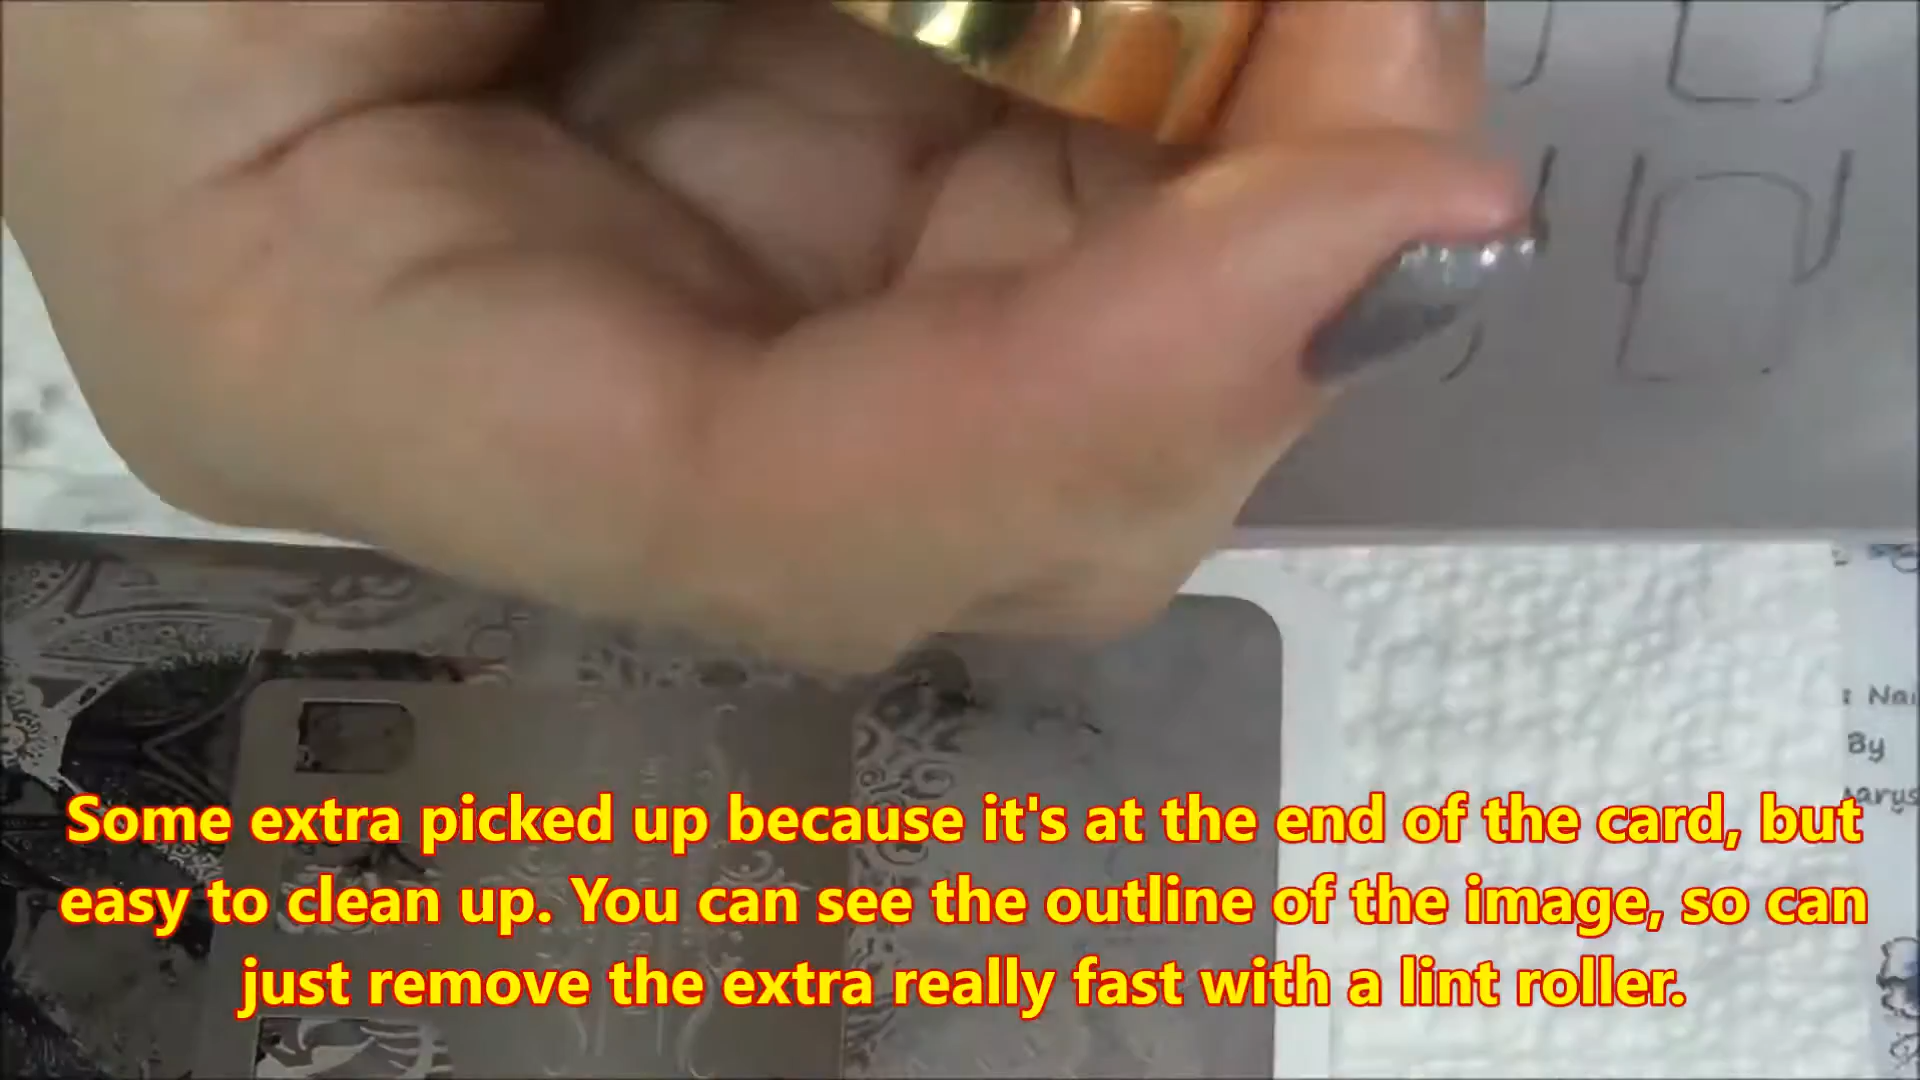 : Nai
By
Some extra picked up because it's at the end of the card, but
easy to clean up. You can see the outline of the image, so can
just remove the extra really fast with a lint roller.